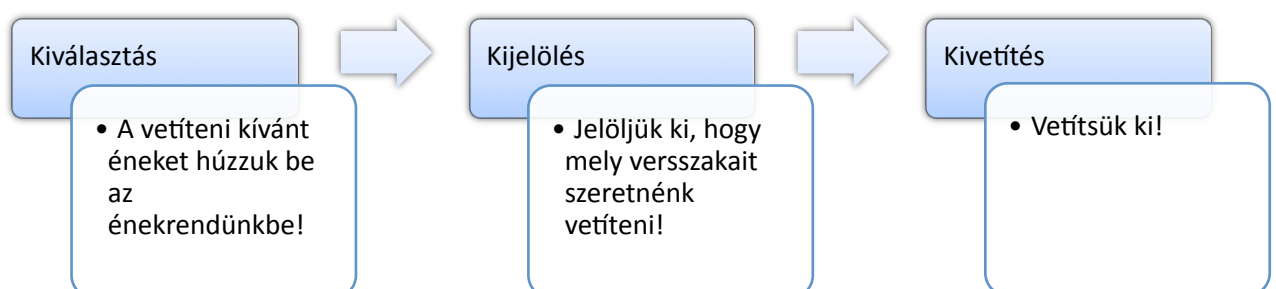 Kiválasztás
• A vetíteni kívánt
éneket húzzuk be
az
énekrendünkbe!
Kijelölés
• Jelöljük ki, hogy
mely versszakait
szeretnénk
vetíteni!
Kivetítés
• Vetítsük ki!